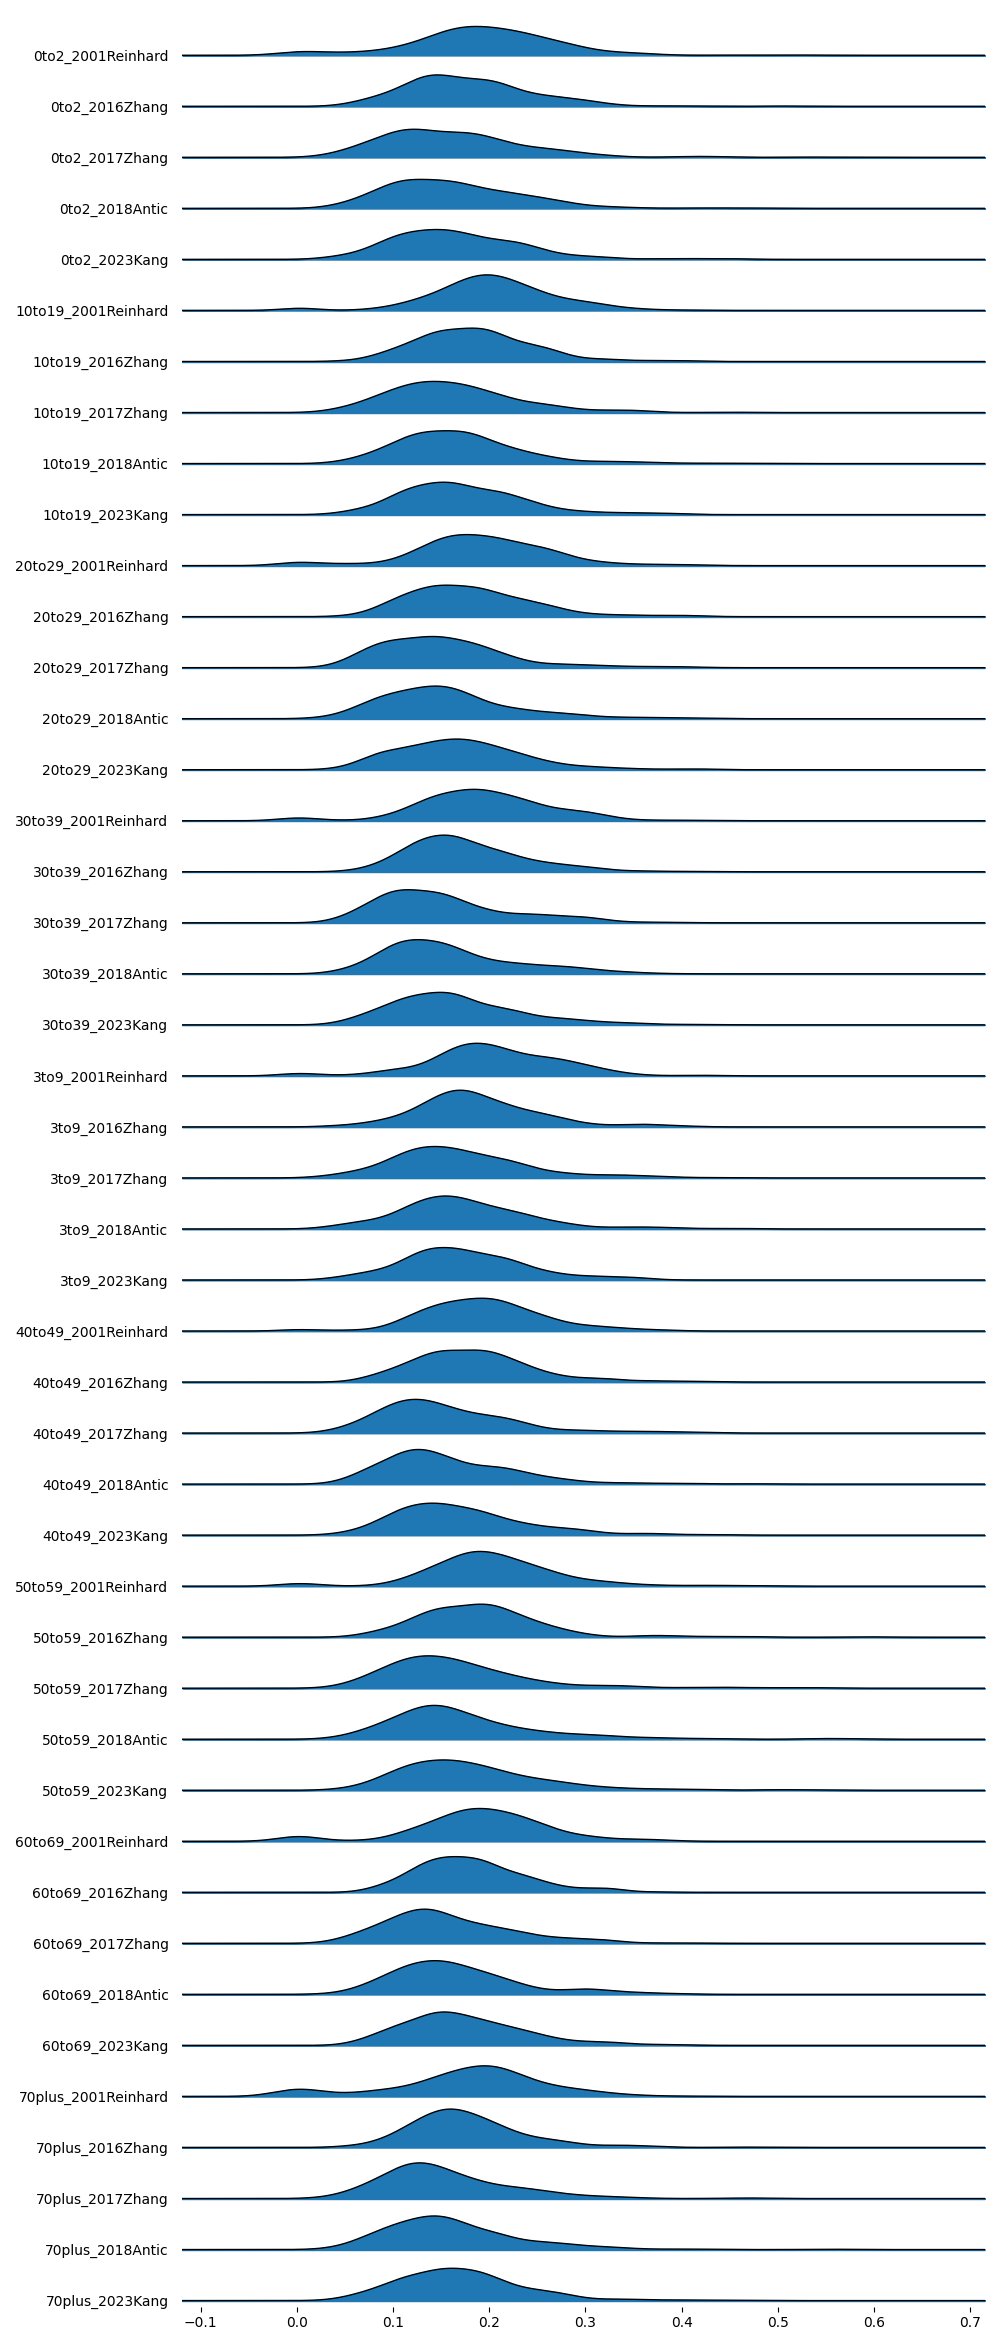 0to2_2001Reinhard
0to2_2016Zhang
0to2_2017Zhang
0to2_2018Antic
0to2_2023Kang
10to19_2001Reinhard
10to19_2016Zhang
10to19_2017Zhang
10to19_2018Antic
10to19_2023Kang
20to29_2001Reinhard
20to29_2016Zhang
20to29_2017Zhang
20to29_2018Antic
20to29_2023Kang
30to39_2001Reinhard
30to39_2016Zhang
30to39_2017Zhang
30to39_2018Antic
30to39_2023Kang
3to9_2001Reinhard
3to9_2016Zhang
3to9_2017Zhang
3to9_2018Antic
3to9_2023Kang
40to49_2001Reinhard
40to49_2016Zhang
40to49_2017Zhang
40to49_2018Antic
40to49_2023Kang
50to59_2001Reinhard
50to59_2016Zhang
50to59_2017Zhang
50to59_2018Antic
50to59_2023Kang
60to69_2001Reinhard
60to69_2016Zhang
60to69_2017Zhang
60to69_2018Antic
60to69_2023Kang
70plus_2001Reinhard
70plus_2016Zhang
70plus_2017Zhang
70plus_2018Antic
70plus_2023Kang
−0.1 0.0 0.1 0.2 0.3 0.4 0.5 0.6 0.7